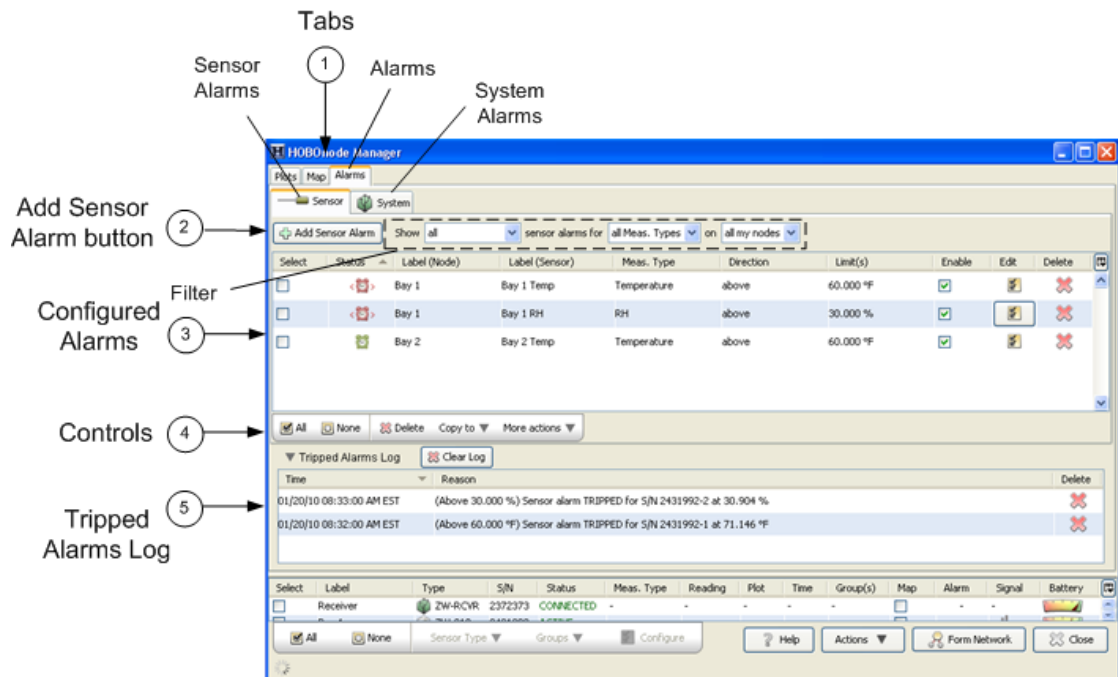 Tabs
1
Sensor Alarms
Alarms
System Alarms
HOBOnode Manager
Plots Map Alarms
Sensor System
Add Sensor Alarm button
2
Add Sensor Alarm Show all sensor alarms for all Meas. Types on all my nodes
Select Status Label (Node) Label (Sensor) Meas. Type Direction Limit(s) Enable Edit Delete
Filter
Bay 1 Bay 1 Temp Temperature above 60.000 °F
Configured Alarms
3
Bay 1 Bay 1 RH RH above 30.000 %
Bay 2 Bay 2 Temp Temperature above 60.000 °F
Controls
4
All None Delete Copy to More actions
Tripped Alarms Log Clear Log
Time Reason Delete
5
Tripped Alarms Log
01/20/10 08:33:00 AM EST (Above 30.000 %) Sensor alarm TRIPPED for S/N 2431992-2 at 30.904 %
01/20/10 08:32:00 AM EST (Above 60.000 °F) Sensor alarm TRIPPED for S/N 2431992-1 at 71.146 °F
Select Label Type S/N Status Meas. Type Reading Plot Time Group(s) Map Alarm Signal Battery
Receiver ZW-RCVR 2372373 CONNECTED - - - - - - -
All None Sensor Type Groups Configure Help Actions Form Network Close